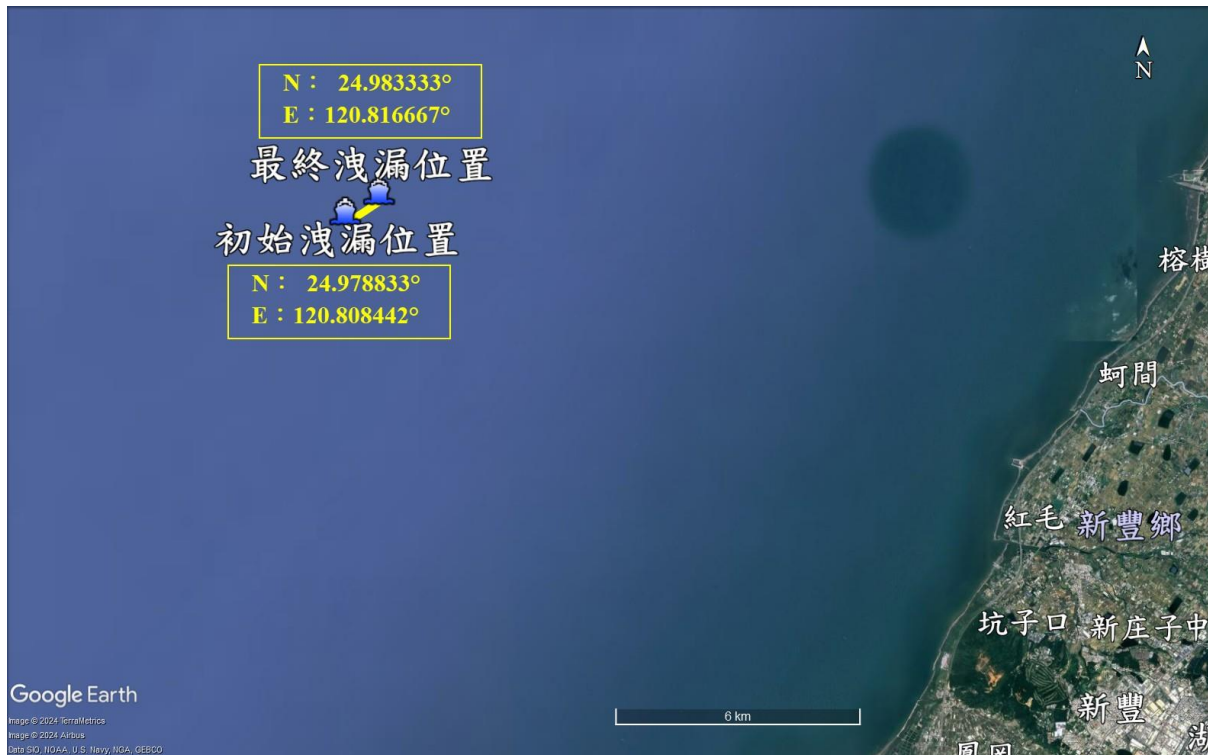 N
N： 24.983333°
E：120.816667°
最終洩漏位置
初始洩漏位置
N： 24.978833°
E：120.808442°
蚵間
紅毛
新豐鄉
坑子口
新庄子中
新豐
Google Earth
Image © 2024 TerraMetrics
Image © 2024 Airbus
Data SIO, NOAA, U.S. Navy, NGA, GEBCO
6 km